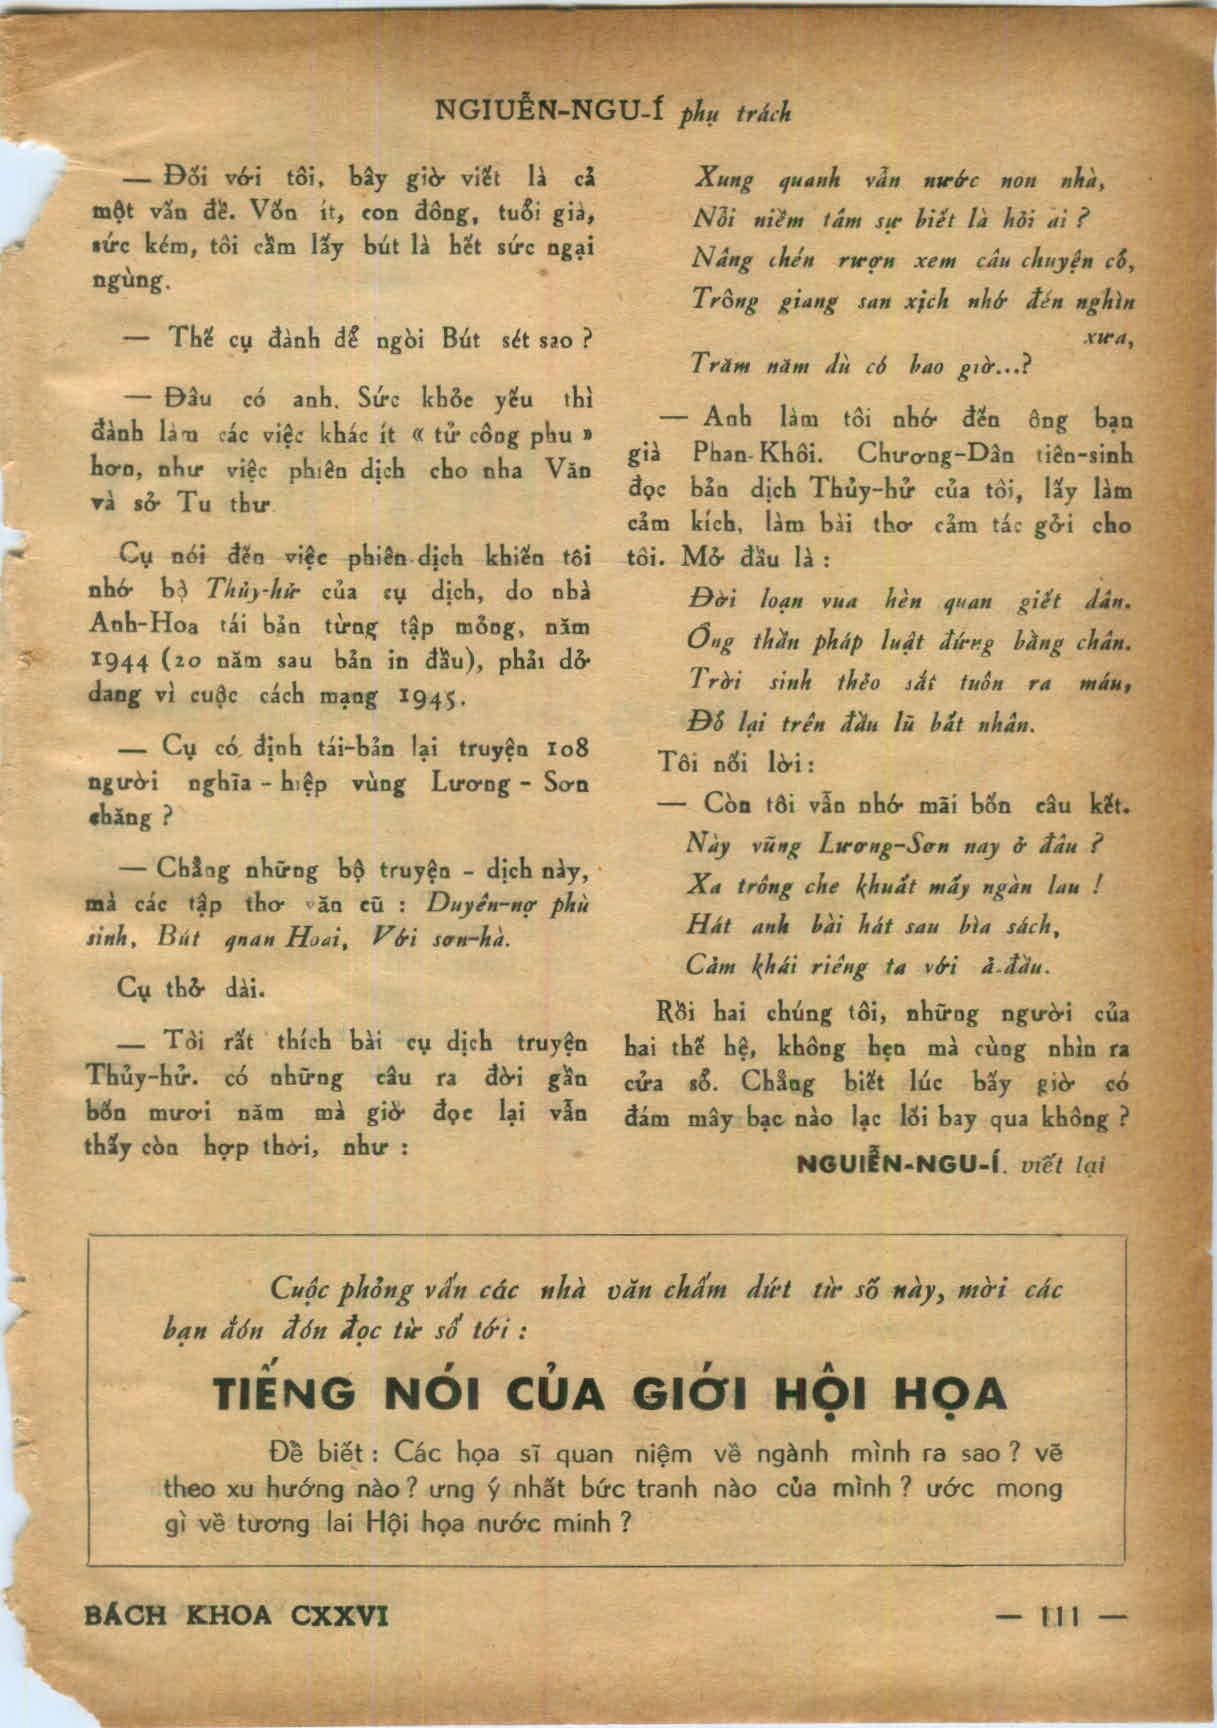 NGIUỄN-NGU-Í phụ trách
— Đối với tôi, bây giờ viết là cả
một vấn đề. Vốn ít, con đông, tuổi già,
sức kém, tôi cầm lấy bút là hết sức ngại
ngùng.
— Thế cụ đành để ngòi Bút sét sao ?
— Đâu có anh. Sức khỏe yếu thì
đành làm các việc khác ít « tử công phu »
hơn, như việc phiên dịch cho nha Văn
và sở Tu thư
Cụ nói đến việc phiên-dịch khiến tôi
nhớ bộ Thủy-hử của cụ dịch, do nhà
Anh-Hoa tái bản từng tập mỏng, năm
1944 (20 năm sau bản in đầu), phải dở
dang vì cuộc cách mạng 1945.
— Cụ có định tái-bản lại truyện 108
người nghĩa - hiệp vùng Lương - Sơn
chăng ?
— Chẳng những bộ truyện - dịch này,
mà các tập thơ văn cũ : Duyên-nợ phù
sinh, Bút quan Hoai, Với sơn-hà.
Cụ thở dài.
— Tôi rất thích bài cụ dịch truyện
Thủy-hử. có những câu ra đời gần
bốn mươi năm mà giờ đọc lại vẫn
thấy còn hợp thời, như :
Xung quanh vẫn nước non nhà,
Nỗi niềm tâm sự biết là hỏi ai ?
Nâng chén rượn xem câu chuyện cổ,
Trông giang san xịch nhớ đến nghìn
xưa,
Trăm năm dù có bao giờ...?
— Anh làm tôi nhớ đến ông bạn
già Phan-Khôi. Chương-Dân tiên-sinh
đọc bản dịch Thủy-hử của tôi, lấy làm
cảm kích, làm bài thơ cảm tác gởi cho
tôi. Mở đầu là :
Đời loạn vua hèn quan giết dân.
Ông thần pháp luật đứng bằng chân.
Trời sinh thẻo sắt tuôn ra máu,
Đổ lại trên đầu lũ bất nhân.
Tôi nối lời :
— Còn tôi vẫn nhớ mãi bốn câu kết.
Này vũng Lương-Sơn nay ở đâu ?
Xa trông che khuất mấy ngàn lau !
Hát anh bài hát sau bìa sách,
Cảm khái riêng ta với ả-đầu.
Rồi hai chúng tôi, những người của
hai thế hệ, không hẹn mà cùng nhìn ra
cửa sổ. Chẳng biết lúc bấy giờ có
đám mây bạc nào lạc lối bay qua không ?
NGUIỄN-NGU-Í. viết lại
Cuộc phỏng vấn các nhà văn chấm dứt từ số này, mời các
bạn đón đón đọc từ số tới :
TIẾNG NÓI CỦA GIỚI HỘI HỌA
Để biết : Các họa sĩ quan niệm về ngành mình ra sao ? vẽ
theo xu hướng nào ? ưng ý nhất bức tranh nào của mình ? ước mong
gì về tương lai Hội họa nước minh ?
BÁCH KHOA CXXVI
— 111 —